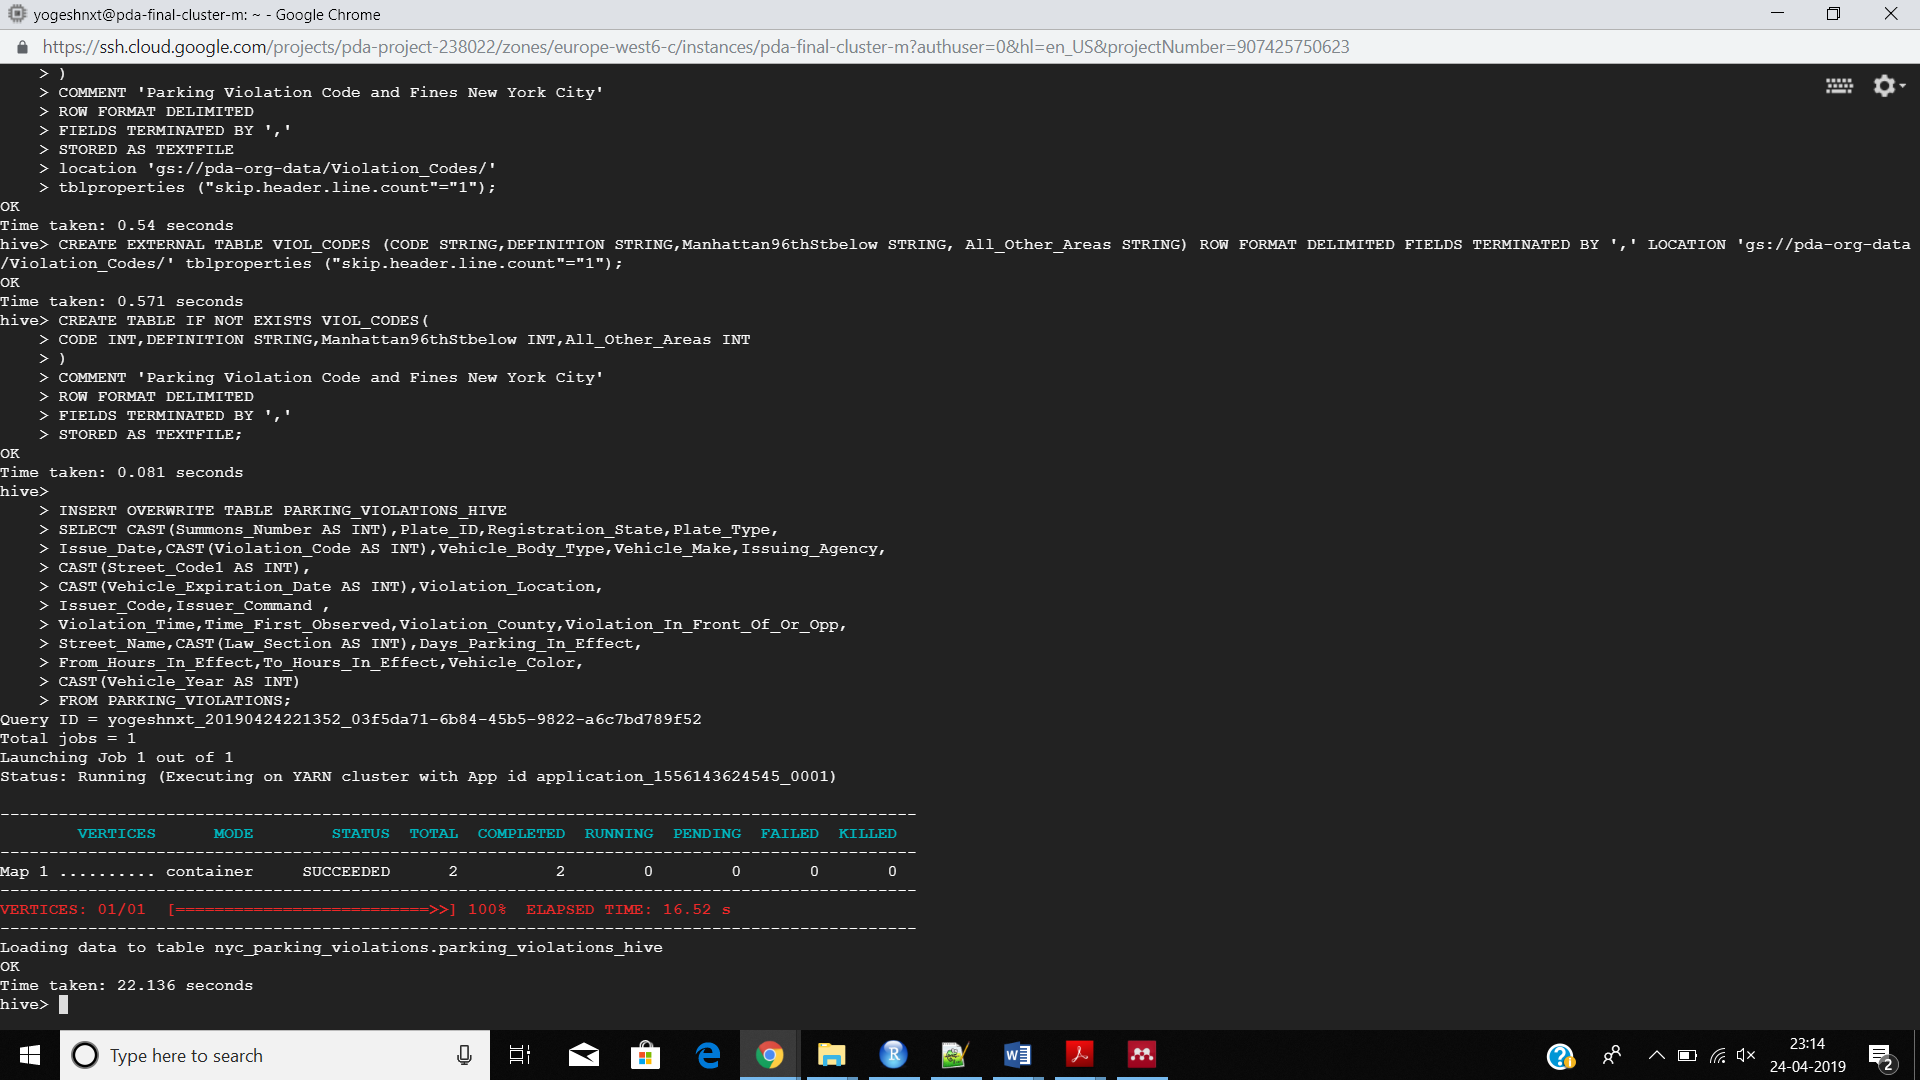 yogeshnxt@pda-final-cluster-m: ~ - Google Chrome
https://ssh.cloud.google.com/projects/pda-project-238022/zones/europe-west6-c/instances/pda-final-cluster-m?authuser=0&hl=en_US&projectNumber=907425750623
    > )
    > COMMENT 'Parking Violation Code and Fines New York City'
    > ROW FORMAT DELIMITED
    > FIELDS TERMINATED BY ','
    > STORED AS TEXTFILE
    > location 'gs://pda-org-data/Violation_Codes/'
    > tblproperties ("skip.header.line.count"="1");
OK
Time taken: 0.54 seconds
hive> CREATE EXTERNAL TABLE VIOL_CODES (CODE STRING,DEFINITION STRING,Manhattan96thStbelow STRING, All_Other_Areas STRING) ROW FORMAT DELIMITED FIELDS TERMINATED BY ',' LOCATION 'gs://pda-org-data
/Violation_Codes/' tblproperties ("skip.header.line.count"="1");
OK
Time taken: 0.571 seconds
hive> CREATE TABLE IF NOT EXISTS VIOL_CODES(
    > CODE INT,DEFINITION STRING,Manhattan96thStbelow INT,All_Other_Areas INT
    > )
    > COMMENT 'Parking Violation Code and Fines New York City'
    > ROW FORMAT DELIMITED
    > FIELDS TERMINATED BY ','
    > STORED AS TEXTFILE;
OK
Time taken: 0.081 seconds
hive>
    > INSERT OVERWRITE TABLE PARKING_VIOLATIONS_HIVE
    > SELECT CAST(Summons_Number AS INT),Plate_ID,Registration_State,Plate_Type,
    > Issue_Date,CAST(Violation_Code AS INT),Vehicle_Body_Type,Vehicle_Make,Issuing_Agency,
    > CAST(Street_Code1 AS INT),
    > CAST(Vehicle_Expiration_Date AS INT),Violation_Location,
    > Issuer_Code,Issuer_Command ,
    > Violation_Time,Time_First_Observed,Violation_County,Violation_In_Front_Of_Or_Opp,
    > Street_Name,CAST(Law_Section AS INT),Days_Parking_In_Effect,
    > From_Hours_In_Effect,To_Hours_In_Effect,Vehicle_Color,
    > CAST(Vehicle_Year AS INT)
    > FROM PARKING_VIOLATIONS;
Query ID = yogeshnxt_20190424221352_03f5da71-6b84-45b5-9822-a6c7bd789f52
Total jobs = 1
Launching Job 1 out of 1
Status: Running (Executing on YARN cluster with App id application_1556143624545_0001)
----------------------------------------------------------------------------------------------
        VERTICES      MODE        STATUS  TOTAL  COMPLETED  RUNNING  PENDING  FAILED  KILLED
----------------------------------------------------------------------------------------------
Map 1 .......... container     SUCCEEDED      2          2        0        0       0       0
----------------------------------------------------------------------------------------------
VERTICES: 01/01  [==========================>>] 100%  ELAPSED TIME: 16.52 s
----------------------------------------------------------------------------------------------
Loading data to table nyc_parking_violations.parking_violations_hive
OK
Time taken: 22.136 seconds
hive>
Type here to search
23:14
24-04-2019
2